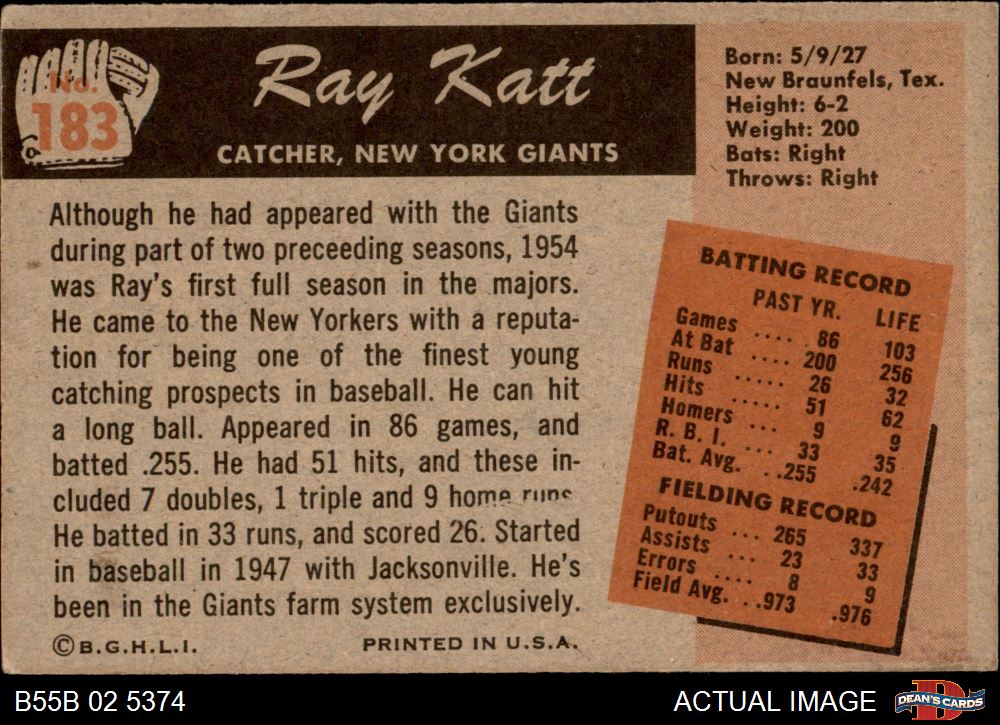 No.
183
Ray Katt
CATCHER, NEW YORK GIANTS
Born: 5/9/27
New Braunfels, Tex.
Height: 6-2
Weight: 200
Bats: Right
Throws: Right
Although he had appeared with the Giants
during part of two preceeding seasons, 1954
was Ray's first full season in the majors.
He came to the New Yorkers with a reputa-
tion for being one of the finest young
catching prospects in baseball. He can hit
a long ball. Appeared in 86 games, and
batted .255. He had 51 hits, and these in-
cluded 7 doubles, 1 triple and 9 home runs
He batted in 33 runs, and scored 26. Started
in baseball in 1947 with Jacksonville. He's
been in the Giants farm system exclusively.
©B.G.H.L.I. PRINTED IN U.S.A.
BATTING RECORD
PAST YR. LIFE
Games .... 86 103
At Bat .... 200 256
Runs ..... 26 32
Hits ..... 51 62
Homers ... 9 9
R. B. I. ... 33 35
Bat. Avg. .255 .242
FIELDING RECORD
Putouts ... 265 337
Assists ... 23 33
Errors .... 8 9
Field Avg. . .973 .976
B55B 02 5374
ACTUAL IMAGE
D
DEAN'S CARDS